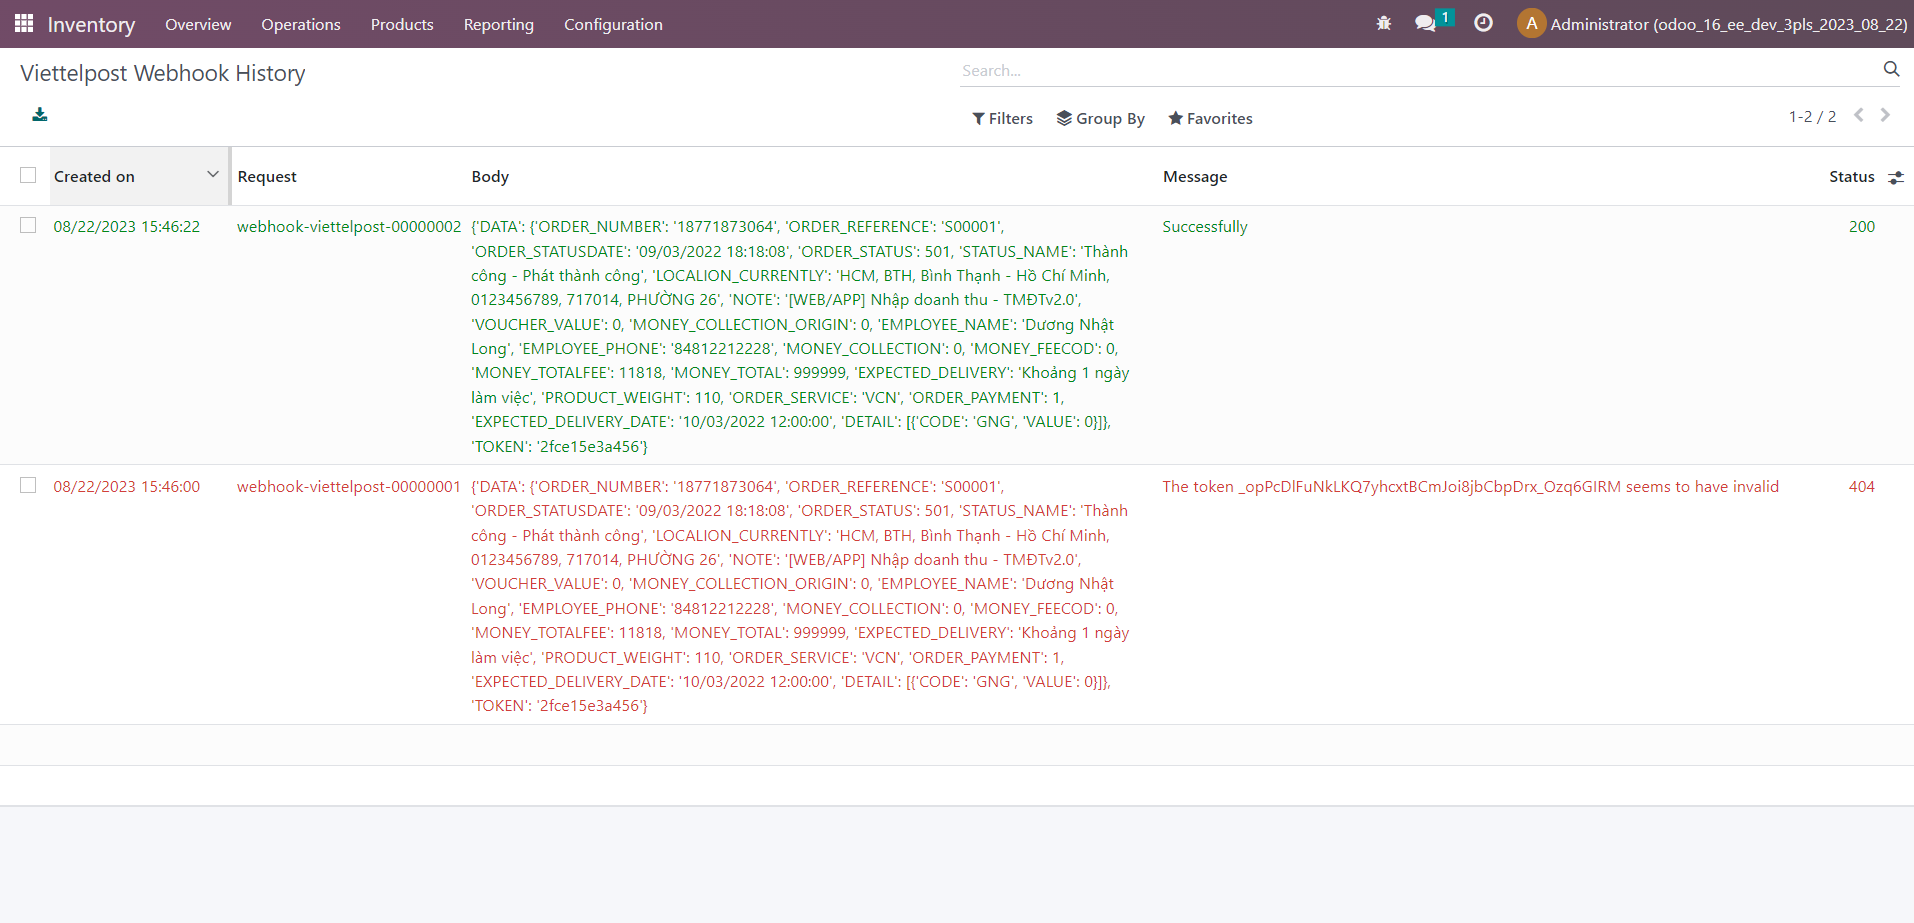 Inventory Overview Operations Products Reporting Configuration 1 A Administrator (odoo_16_ee_dev_3pls_2023_08_22)
Viettelpost Webhook History Search...
Filters Group By Favorites 1-2 / 2
Created on Request Body Message Status
08/22/2023 15:46:22 webhook-viettelpost-00000002 {'DATA': {'ORDER_NUMBER': '18771873064', 'ORDER_REFERENCE': 'S00001', Successfully 200
'ORDER_STATUSDATE': '09/03/2022 18:18:08', 'ORDER_STATUS': 501, 'STATUS_NAME': 'Thành
công - Phát thành công', 'LOCALION_CURRENTLY': 'HCM, BTH, Bình Thạnh - Hồ Chí Minh,
0123456789, 717014, PHƯỜNG 26', 'NOTE': '[WEB/APP] Nhập doanh thu - TMĐTv2.0',
'VOUCHER_VALUE': 0, 'MONEY_COLLECTION_ORIGIN': 0, 'EMPLOYEE_NAME': 'Dương Nhật
Long', 'EMPLOYEE_PHONE': '84812212228', 'MONEY_COLLECTION': 0, 'MONEY_FEECOD': 0,
'MONEY_TOTALFEE': 11818, 'MONEY_TOTAL': 999999, 'EXPECTED_DELIVERY': 'Khoảng 1 ngày
làm việc', 'PRODUCT_WEIGHT': 110, 'ORDER_SERVICE': 'VCN', 'ORDER_PAYMENT': 1,
'EXPECTED_DELIVERY_DATE': '10/03/2022 12:00:00', 'DETAIL': [{'CODE': 'GNG', 'VALUE': 0}]},
'TOKEN': '2fce15e3a456'}
08/22/2023 15:46:00 webhook-viettelpost-00000001 {'DATA': {'ORDER_NUMBER': '18771873064', 'ORDER_REFERENCE': 'S00001', The token _opPcDlFuNkLKQ7yhcxtBCmJoi8jbCbpDrx_Ozq6GIRM seems to have invalid 404
'ORDER_STATUSDATE': '09/03/2022 18:18:08', 'ORDER_STATUS': 501, 'STATUS_NAME': 'Thành
công - Phát thành công', 'LOCALION_CURRENTLY': 'HCM, BTH, Bình Thạnh - Hồ Chí Minh,
0123456789, 717014, PHƯỜNG 26', 'NOTE': '[WEB/APP] Nhập doanh thu - TMĐTv2.0',
'VOUCHER_VALUE': 0, 'MONEY_COLLECTION_ORIGIN': 0, 'EMPLOYEE_NAME': 'Dương Nhật
Long', 'EMPLOYEE_PHONE': '84812212228', 'MONEY_COLLECTION': 0, 'MONEY_FEECOD': 0,
'MONEY_TOTALFEE': 11818, 'MONEY_TOTAL': 999999, 'EXPECTED_DELIVERY': 'Khoảng 1 ngày
làm việc', 'PRODUCT_WEIGHT': 110, 'ORDER_SERVICE': 'VCN', 'ORDER_PAYMENT': 1,
'EXPECTED_DELIVERY_DATE': '10/03/2022 12:00:00', 'DETAIL': [{'CODE': 'GNG', 'VALUE': 0}]},
'TOKEN': '2fce15e3a456'}